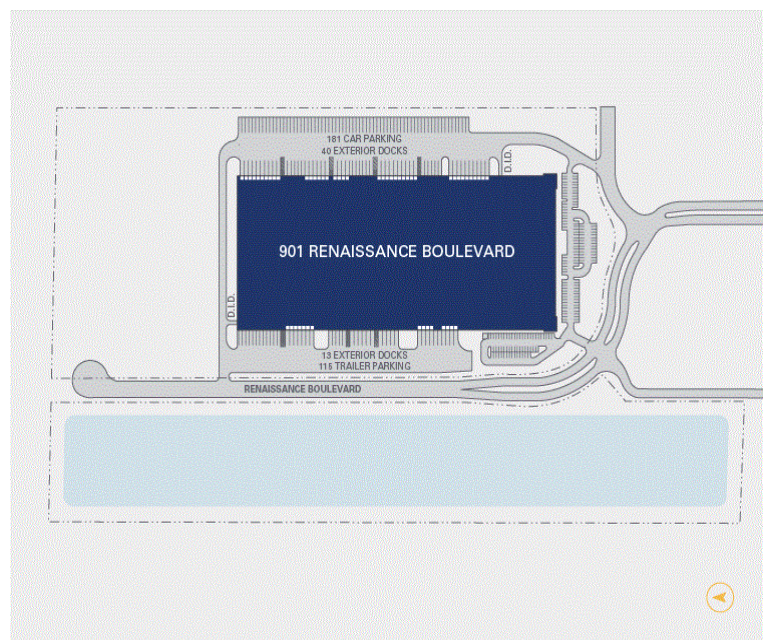 181 CAR PARKING
40 EXTERIOR DOCKS
D.I.D.
901 RENAISSANCE BOULEVARD
D.I.D.
13 EXTERIOR DOCKS
115 TRAILER PARKING
RENAISSANCE BOULEVARD